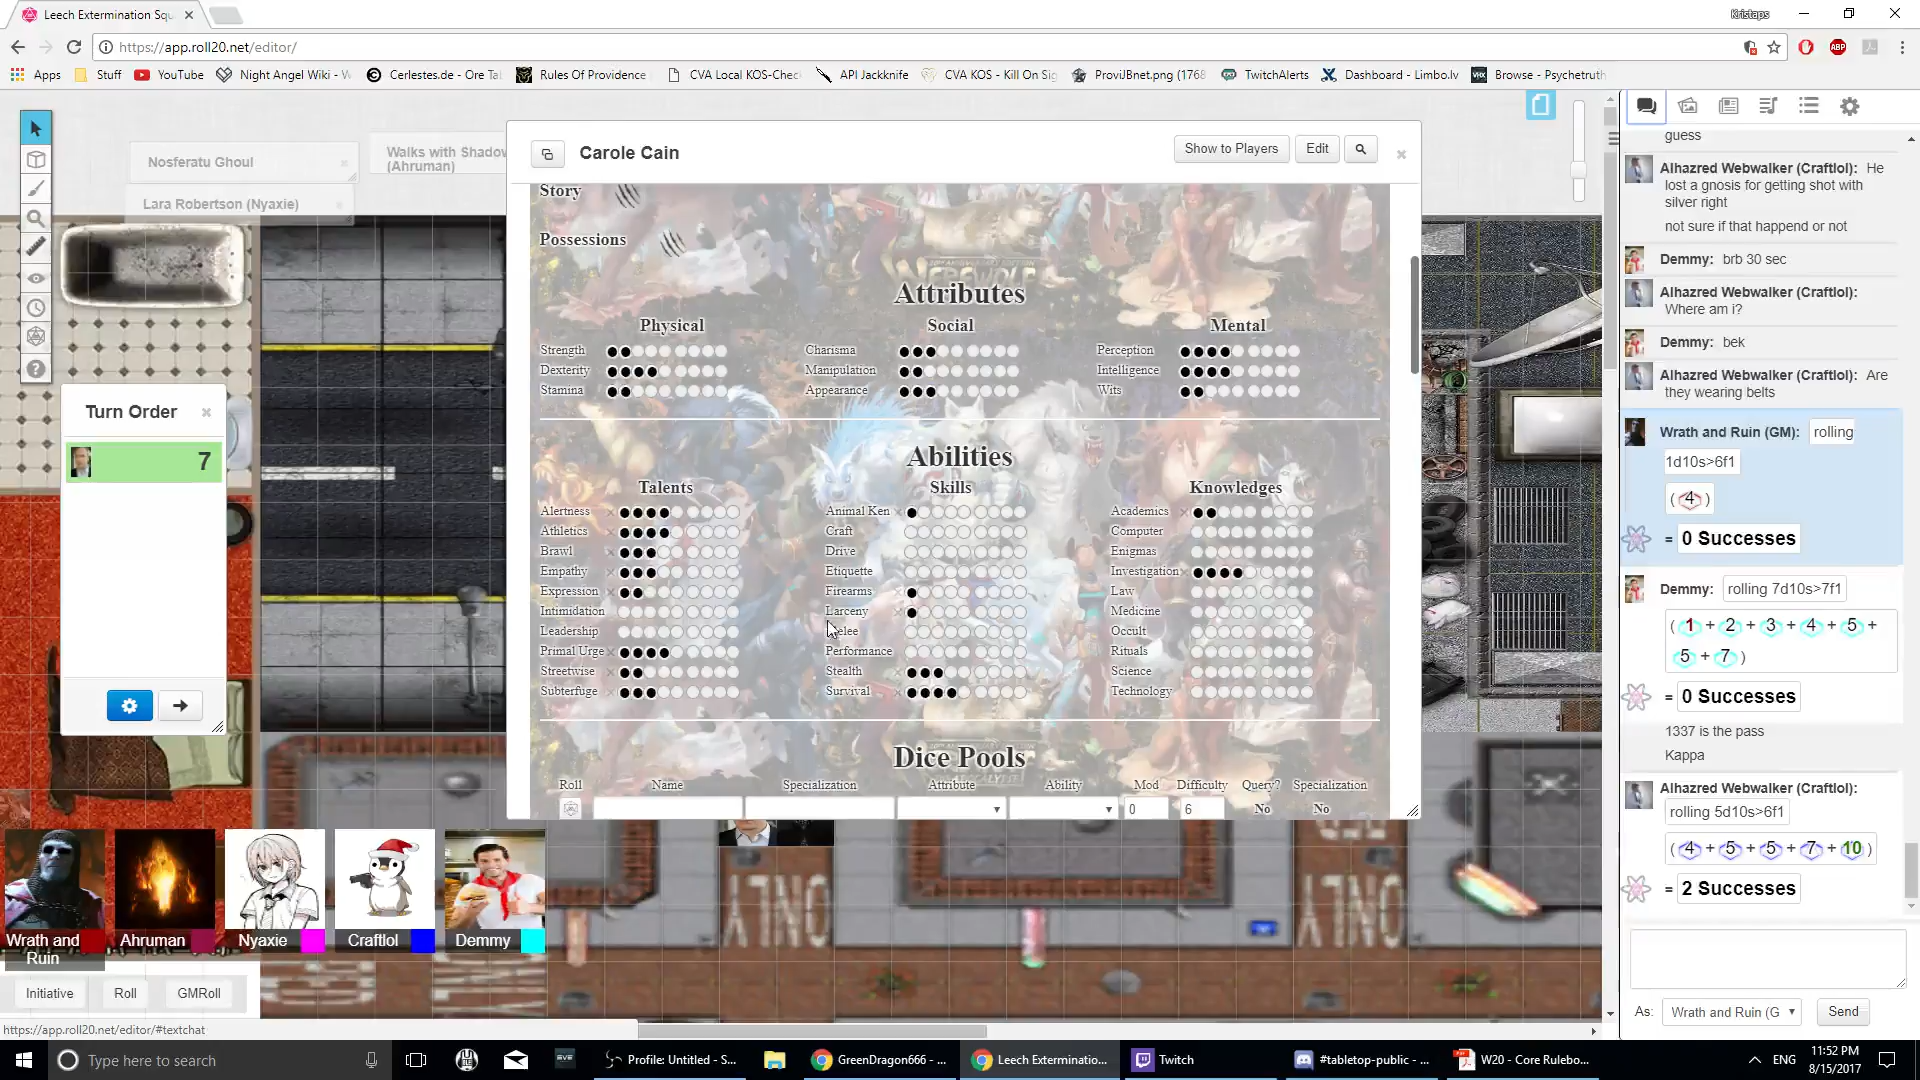 Leech Extermination Squ
Kristaps
https://app.roll20.net/editor/
Apps
Stuff
YouTube
Night Angel Wiki - W
Cerlestes.de - Ore Ta
Rules Of Providence
CVA Local KOS-Chec
API Jackknife
CVA KOS - Kill On Sig
ProviJBnet.png (1768
TwitchAlerts
Dashboard - Limbo.lv
Browse - Psychetruth
Nosferatu Ghoul
Walks with Shadow
(Ahruman)
Lara Robertson (Nyaxie)
Turn Order
7
Carole Cain
Show to Players
Edit
Story
Possessions
WEREWOLF
Attributes
Physical
Social
Mental
Strength
Charisma
Perception
Dexterity
Manipulation
Intelligence
Stamina
Appearance
Wits
Abilities
Talents
Skills
Knowledges
Alertness
Animal Ken
Academics
Athletics
Craft
Computer
Brawl
Drive
Enigmas
Empathy
Etiquette
Investigation
Expression
Firearms
Law
Intimidation
Larceny
Medicine
Leadership
elee
Occult
Primal Urge
Performance
Rituals
Streetwise
Stealth
Science
Subterfuge
Survival
Technology
Dice Pools
Roll
Name
Specialization
Attribute
Ability
Mod
Difficulty
Query?
Specialization
0
6
No
No
guess
Alhazred Webwalker (Craftlol): He
lost a gnosis for getting shot with
silver right
not sure if that happend or not
Demmy: brb 30 sec
Alhazred Webwalker (Craftlol):
Where am i?
Demmy: bek
Alhazred Webwalker (Craftlol): Are
they wearing belts
Wrath and Ruin (GM): rolling
1d10s>6f1
(4)
= 0 Successes
Demmy: rolling 7d10s>7f1
(1 + 2 + 3 + 4 + 5 +
5 + 7)
= 0 Successes
1337 is the pass
Kappa
Alhazred Webwalker (Craftlol):
rolling 5d10s>6f1
(4 + 5 + 5 + 7 + 10)
= 2 Successes
As:
Wrath and Ruin (G
Send
Wrath and
Ruin
Ahruman
Nyaxie
Craftlol
Demmy
ONLY
ONLY
Initiative
Roll
GMRoll
https://app.roll20.net/editor/#textchat
Type here to search
Profile: Untitled - S...
GreenDragon666 - ...
Leech Exterminatio...
Twitch
#tabletop-public - ...
W20 - Core Rulebo...
ENG
11:52 PM
8/15/2017